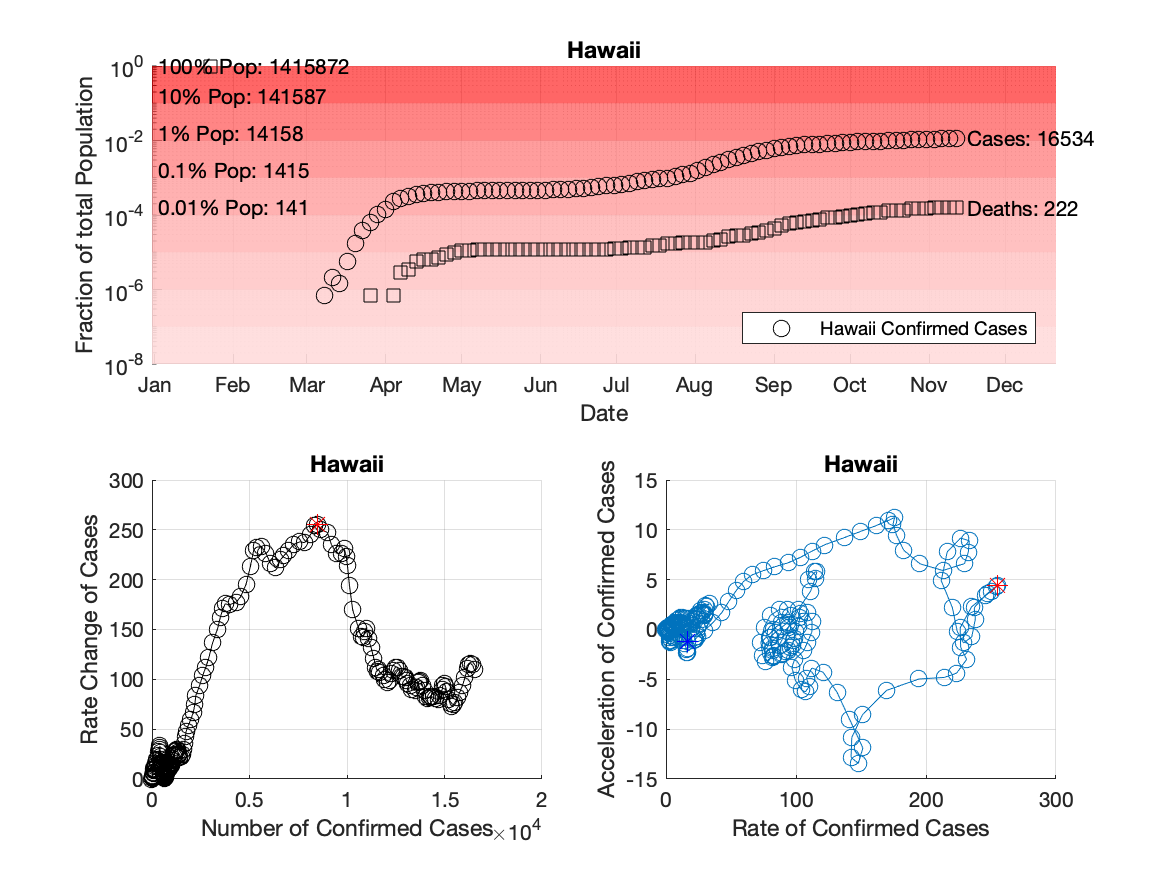 Hawaii
Fraction of total Population
10^0
10^-2
10^-4
10^-6
10^-8
100% Pop: 1415872
10% Pop: 141587
1% Pop: 14158
0.1% Pop: 1415
0.01% Pop: 141
Cases: 16534
Deaths: 222
Hawaii Confirmed Cases
Jan Feb Mar Apr May Jun Jul Aug Sep Oct Nov Dec
Date
Hawaii
Rate Change of Cases
300
250
200
150
100
50
0
0 0.5 1 1.5 2
Number of Confirmed Cases ×10^4
Hawaii
Acceleration of Confirmed Cases
15
10
5
0
-5
-10
-15
0 100 200 300
Rate of Confirmed Cases